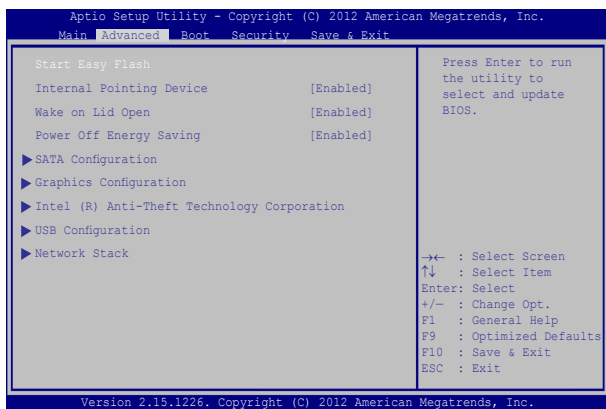 Aptio Setup Utility - Copyright (C) 2012 American Megatrends, Inc.
Main Advanced Boot Security Save & Exit
Start Easy Flash
Internal Pointing Device [Enabled]
Wake on Lid Open [Enabled]
Power Off Energy Saving [Enabled]
SATA Configuration
Graphics Configuration
Intel (R) Anti-Theft Technology Corporation
USB Configuration
Network Stack
Press Enter to run
the utility to
select and update
BIOS.
→← : Select Screen
↑↓ : Select Item
Enter: Select
+/— : Change Opt.
F1 : General Help
F9 : Optimized Defaults
F10 : Save & Exit
ESC : Exit
Version 2.15.1226. Copyright (C) 2012 American Megatrends, Inc.